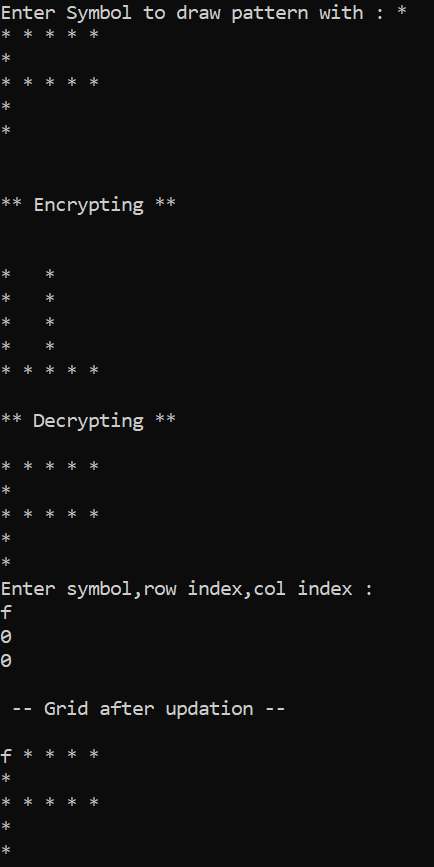 Enter Symbol to draw pattern with : *
* * * * *
*
* * * * *
*
*
** Encrypting **
*   *
*   *
*   *
*   *
* * * * *
** Decrypting **
* * * * *
*
* * * * *
*
*
Enter symbol,row index,col index :
f
0
0
 -- Grid after updation --
f * * * *
*
* * * * *
*
*